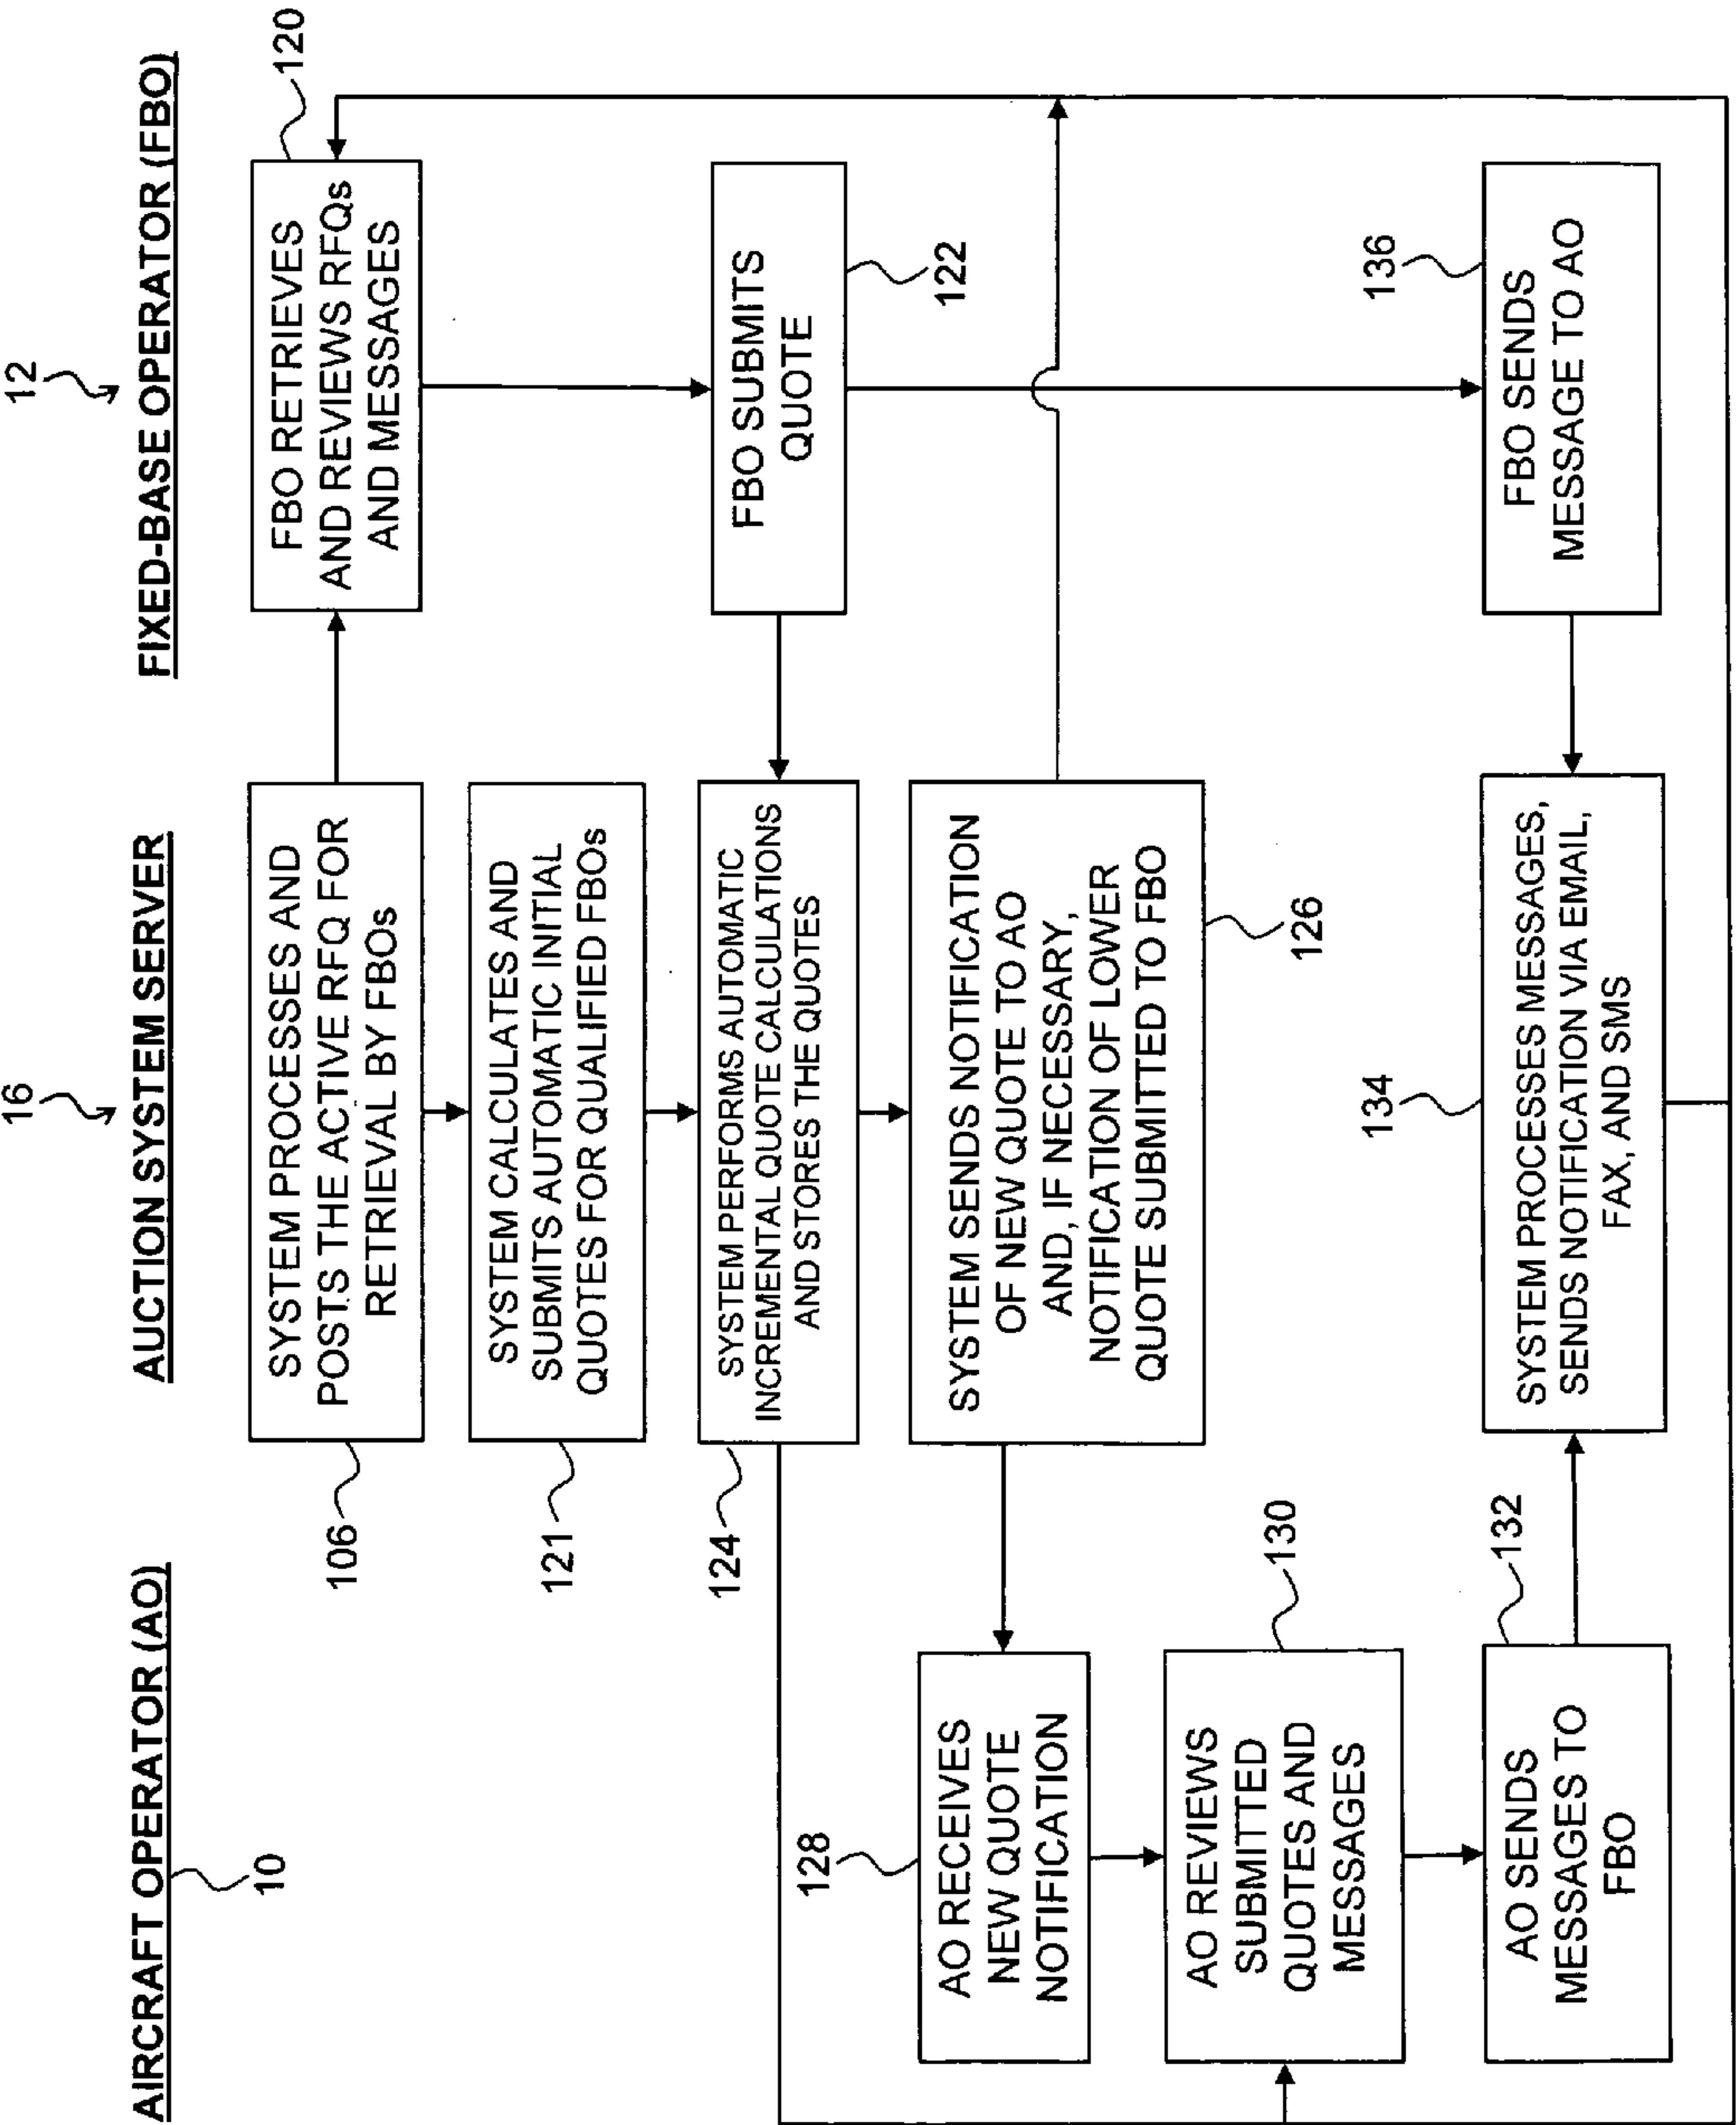 12
16
AIRCRAFT OPERATOR (AO)
10
AUCTION SYSTEM SERVER
FIXED-BASE OPERATOR (FBO)
SYSTEM PROCESSES AND
POSTS THE ACTIVE RFQ FOR
RETRIEVAL BY FBOs
106
FBO RETRIEVES
AND REVIEWS RFQs
AND MESSAGES
120
SYSTEM CALCULATES AND
SUBMITS AUTOMATIC INITIAL
QUOTES FOR QUALIFIED FBOs
121
FBO SUBMITS
QUOTE
122
SYSTEM PERFORMS AUTOMATIC
INCREMENTAL QUOTE CALCULATIONS
AND STORES THE QUOTES
124
SYSTEM SENDS NOTIFICATION
OF NEW QUOTE TO AO
AND, IF NECESSARY,
NOTIFICATION OF LOWER
QUOTE SUBMITTED TO FBO
126
128
AO RECEIVES
NEW QUOTE
NOTIFICATION
130
AO REVIEWS
SUBMITTED
QUOTES AND
MESSAGES
132
AO SENDS
MESSAGES TO
FBO
134
SYSTEM PROCESSES MESSAGES,
SENDS NOTIFICATION VIA EMAIL,
FAX, AND SMS
136
FBO SENDS
MESSAGE TO AO